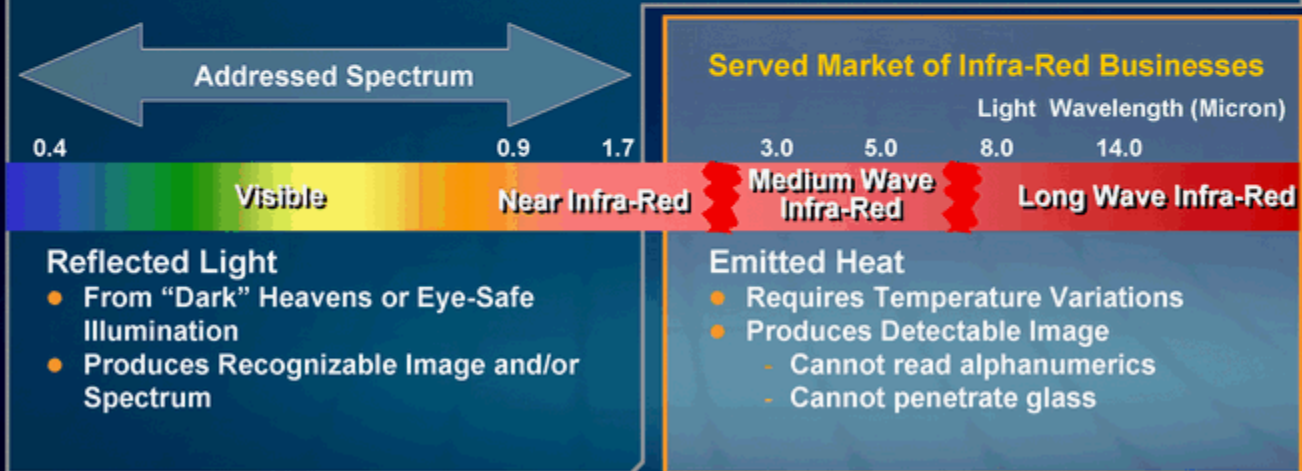 Addressed Spectrum
Served Market of Infra-Red Businesses
Light Wavelength (Micron)
0.4 0.9 1.7 3.0 5.0 8.0 14.0
Visible
Near Infra-Red
Medium Wave
Infra-Red
Long Wave Infra-Red
Reflected Light
● From “Dark” Heavens or Eye-Safe
Illumination
● Produces Recognizable Image and/or
Spectrum
Emitted Heat
● Requires Temperature Variations
● Produces Detectable Image
- Cannot read alphanumerics
- Cannot penetrate glass